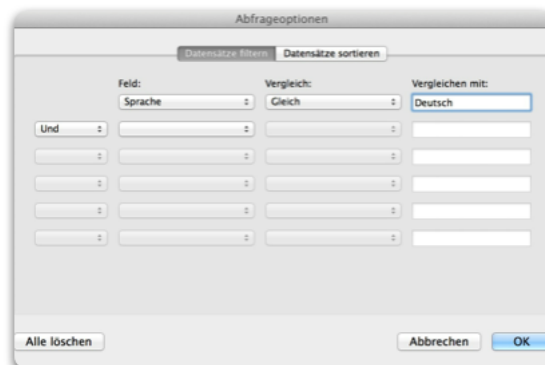 Abfrageoptionen
Datensätze filtern Datensätze sortieren
Feld: Vergleich: Vergleichen mit:
Sprache Gleich Deutsch
Und
Alle löschen Abbrechen OK